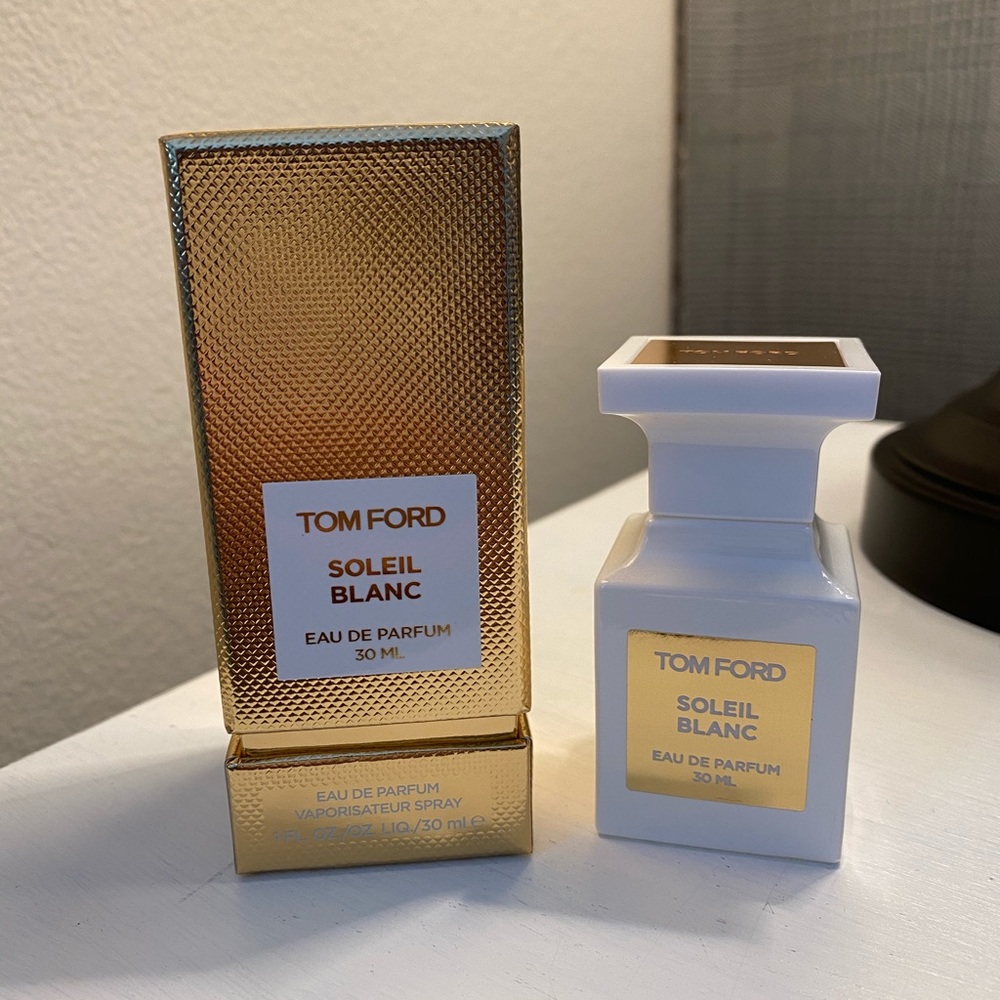 TOM FORD
SOLEIL
BLANC
EAU DE PARFUM
30 ML
EAU DE PARFUM
VAPORISATEUR SPRAY
1 FL. OZ./OZ. LIQ./30 ml ℮
TOM FORD
SOLEIL
BLANC
EAU DE PARFUM
30 ML